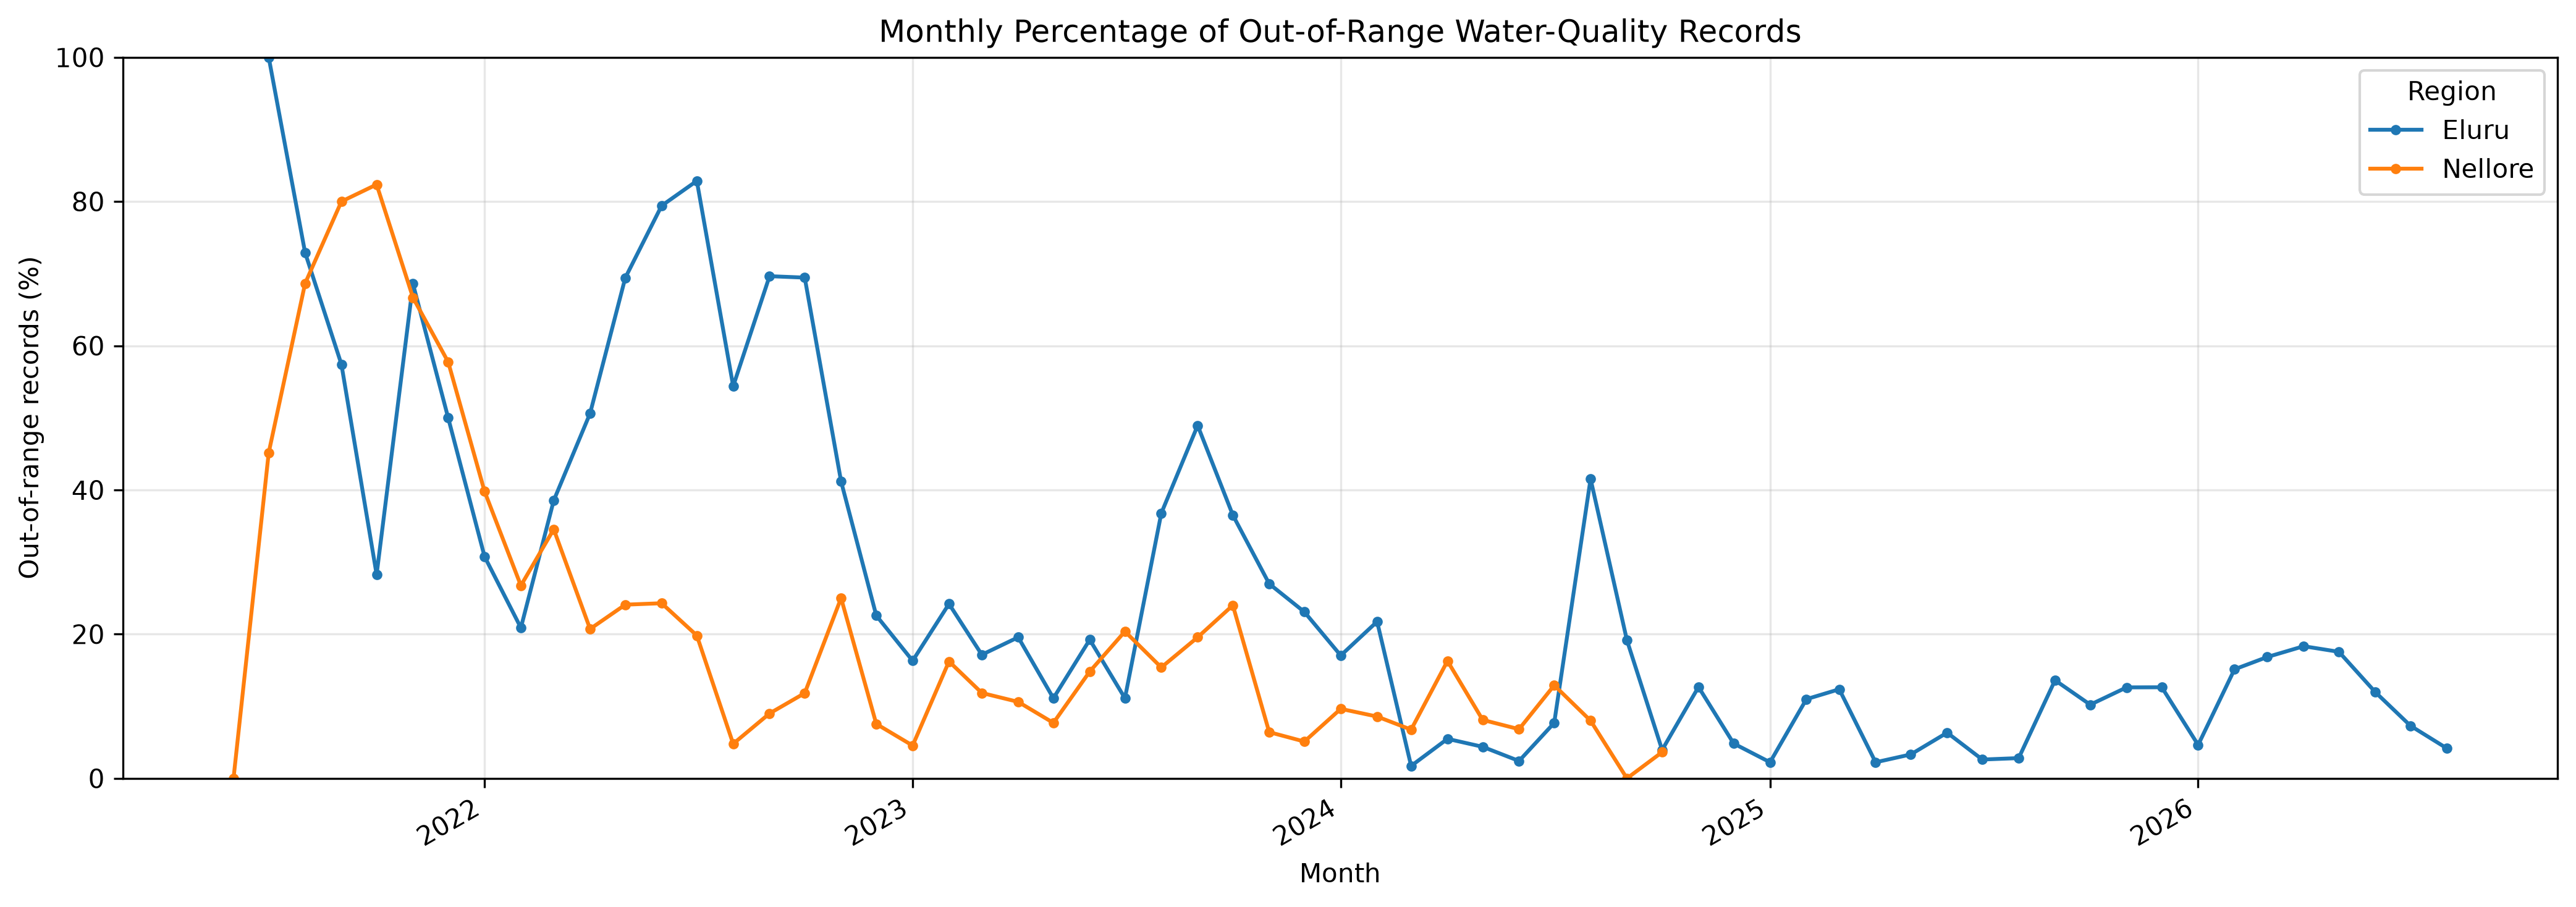 Monthly Percentage of Out-of-Range Water-Quality Records
Out-of-range records (%)
100
80
60
40
20
0
Region
Eluru
Nellore
2022
2023
2024
2025
2026
Month